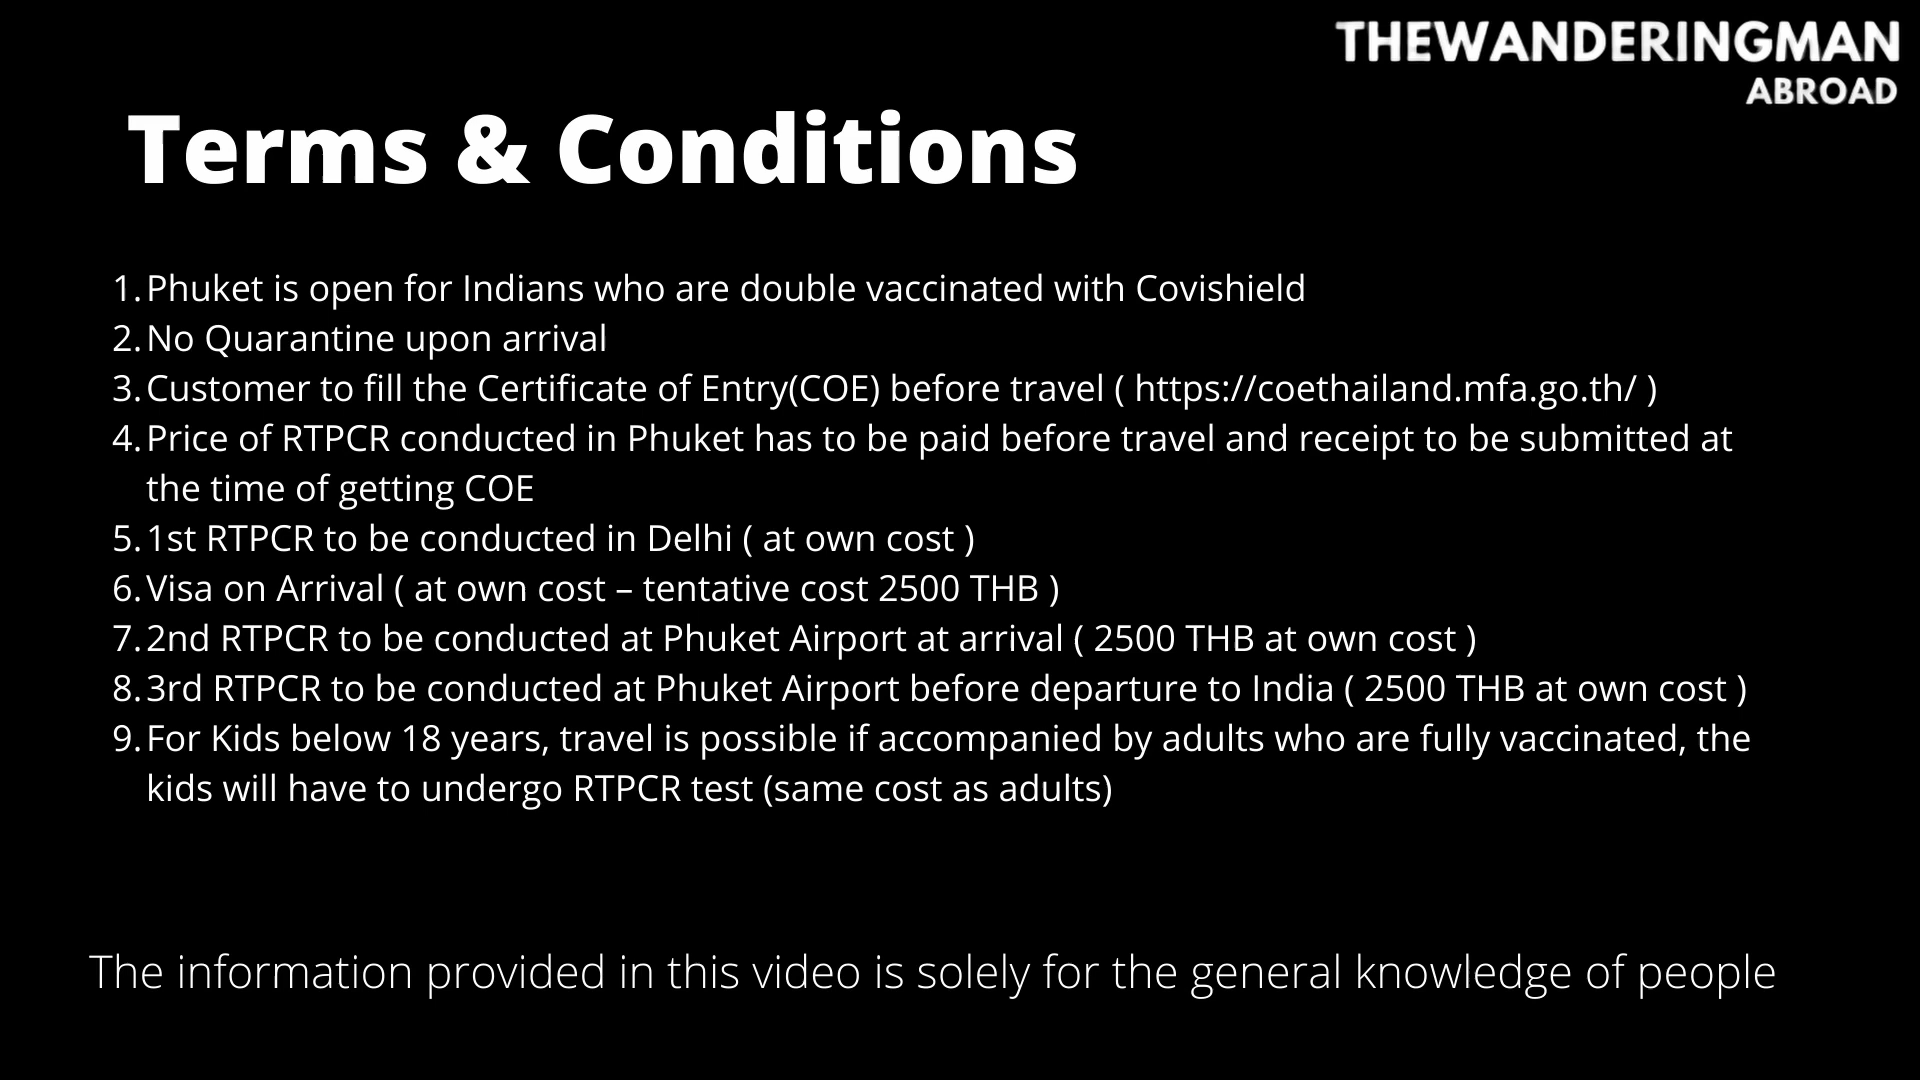 THEWANDERINGMAN
ABROAD
Terms & Conditions
1. Phuket is open for Indians who are double vaccinated with Covishield
2. No Quarantine upon arrival
3. Customer to fill the Certificate of Entry(COE) before travel ( https://coethailand.mfa.go.th/ )
4. Price of RTPCR conducted in Phuket has to be paid before travel and receipt to be submitted at
the time of getting COE
5. 1st RTPCR to be conducted in Delhi ( at own cost )
6. Visa on Arrival ( at own cost – tentative cost 2500 THB )
7. 2nd RTPCR to be conducted at Phuket Airport at arrival ( 2500 THB at own cost )
8. 3rd RTPCR to be conducted at Phuket Airport before departure to India ( 2500 THB at own cost )
9. For Kids below 18 years, travel is possible if accompanied by adults who are fully vaccinated, the
kids will have to undergo RTPCR test (same cost as adults)
The information provided in this video is solely for the general knowledge of people